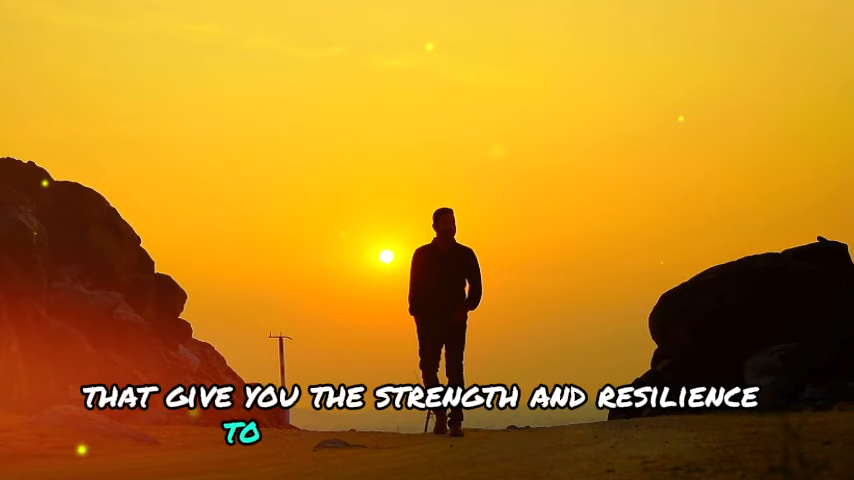 THAT GIVE YOU THE STRENGTH AND RESILIENCE
TO